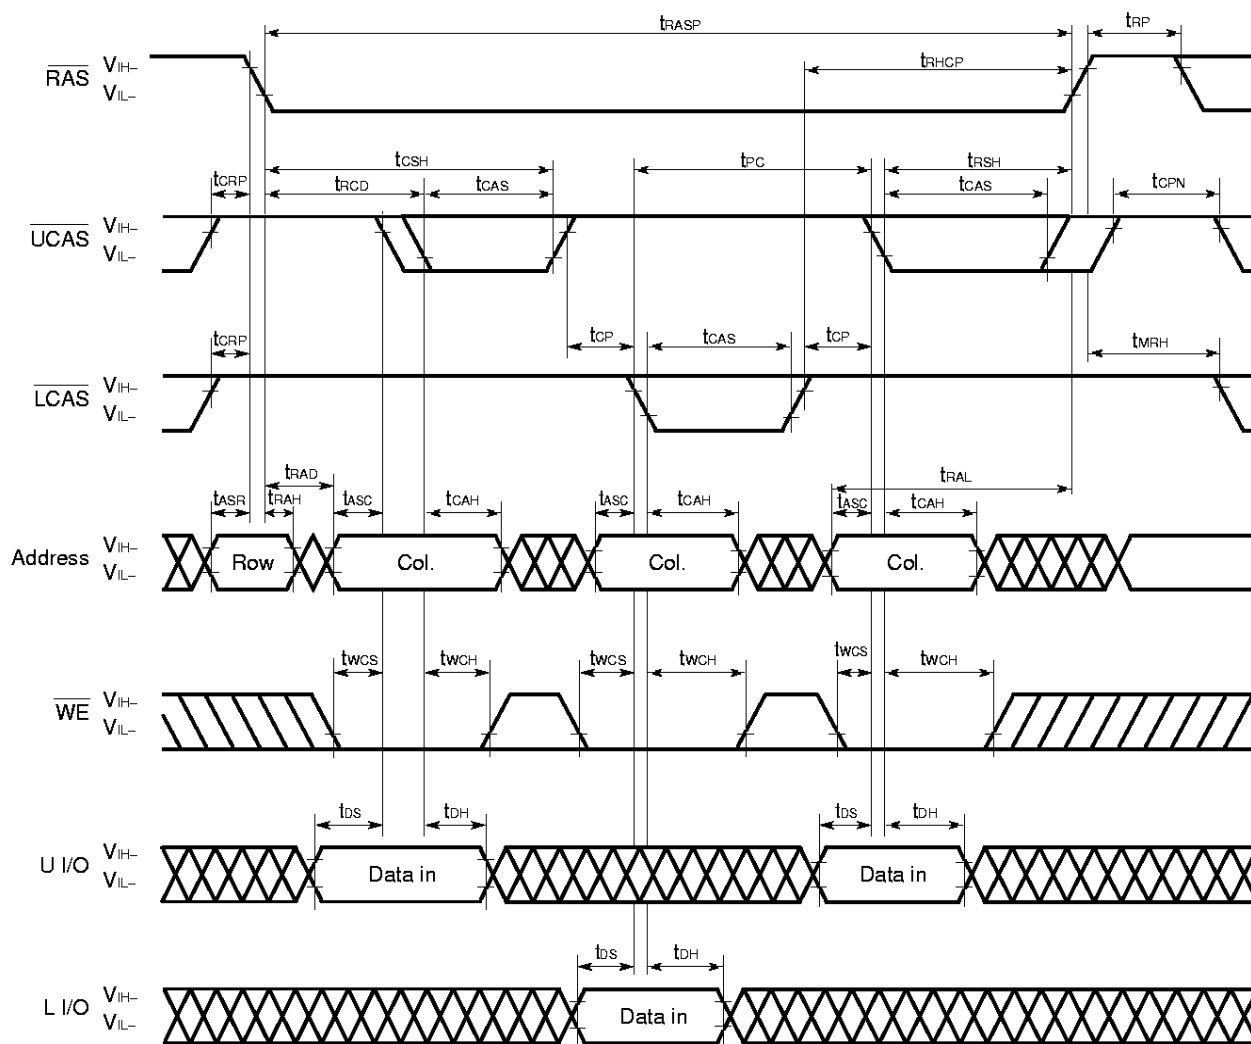 tRASP tRP
tRHCP
RAS VIH–
VIL–
tCSH tPC tRSH
tCRP tRCD tCAS tCAS tCPN
UCAS VIH–
VIL–
tCRP tCP tCAS tCP tMRH
LCAS VIH–
VIL–
tRAD tRAL
tASR tRAH tASC tCAH tASC tCAH tASC tCAH
Address VIH–
VIL–
Row Col. Col. Col.
tWCS tWCH tWCS tWCH tWCS tWCH
WE VIH–
VIL–
tDS tDH tDS tDH
U I/O VIH–
VIL–
Data in Data in
tDS tDH
L I/O VIH–
VIL–
Data in